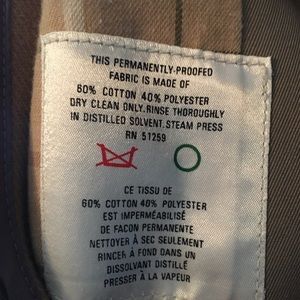 THIS PERMANENTLY-PROOFED
FABRIC IS MADE OF
60% COTTON 40% POLYESTER
DRY CLEAN ONLY.RINSE THOROUGHLY
IN DISTILLED SOLVENT.STEAM PRESS
RN 51259
CE TISSU DE
60% COTTON 40% POLYESTER
EST IMPERMÉABILISÉ
DE FACON PERMANENTE
NETTOYER À SEC SEULEMENT
RINCER À FOND DANS UN
DISSOLVANT DISTILLÉ
PRESSER À LA VAPEUR